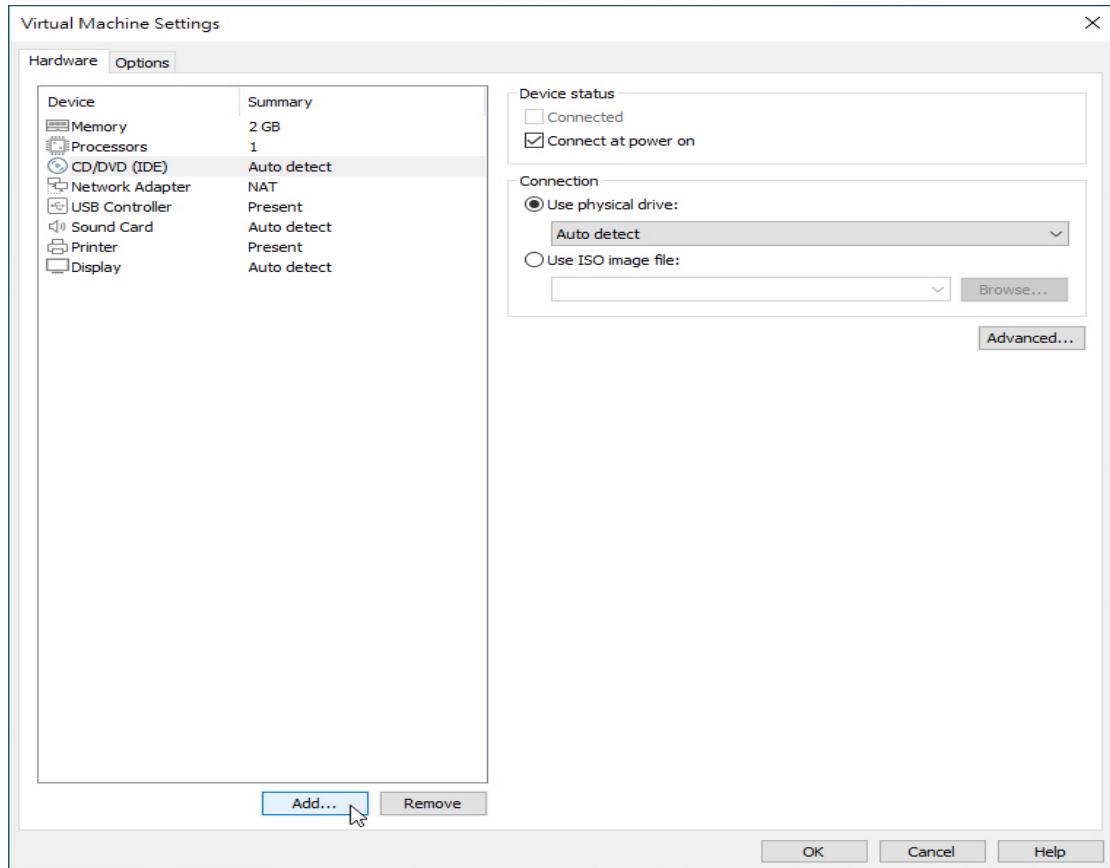 Virtual Machine Settings
Hardware Options
Device Summary
Memory 2 GB
Processors 1
CD/DVD (IDE) Auto detect
Network Adapter NAT
USB Controller Present
Sound Card Auto detect
Printer Present
Display Auto detect
Add... Remove
Device status
Connected
Connect at power on
Connection
Use physical drive:
Auto detect
Use ISO image file:
Browse...
Advanced...
OK Cancel Help